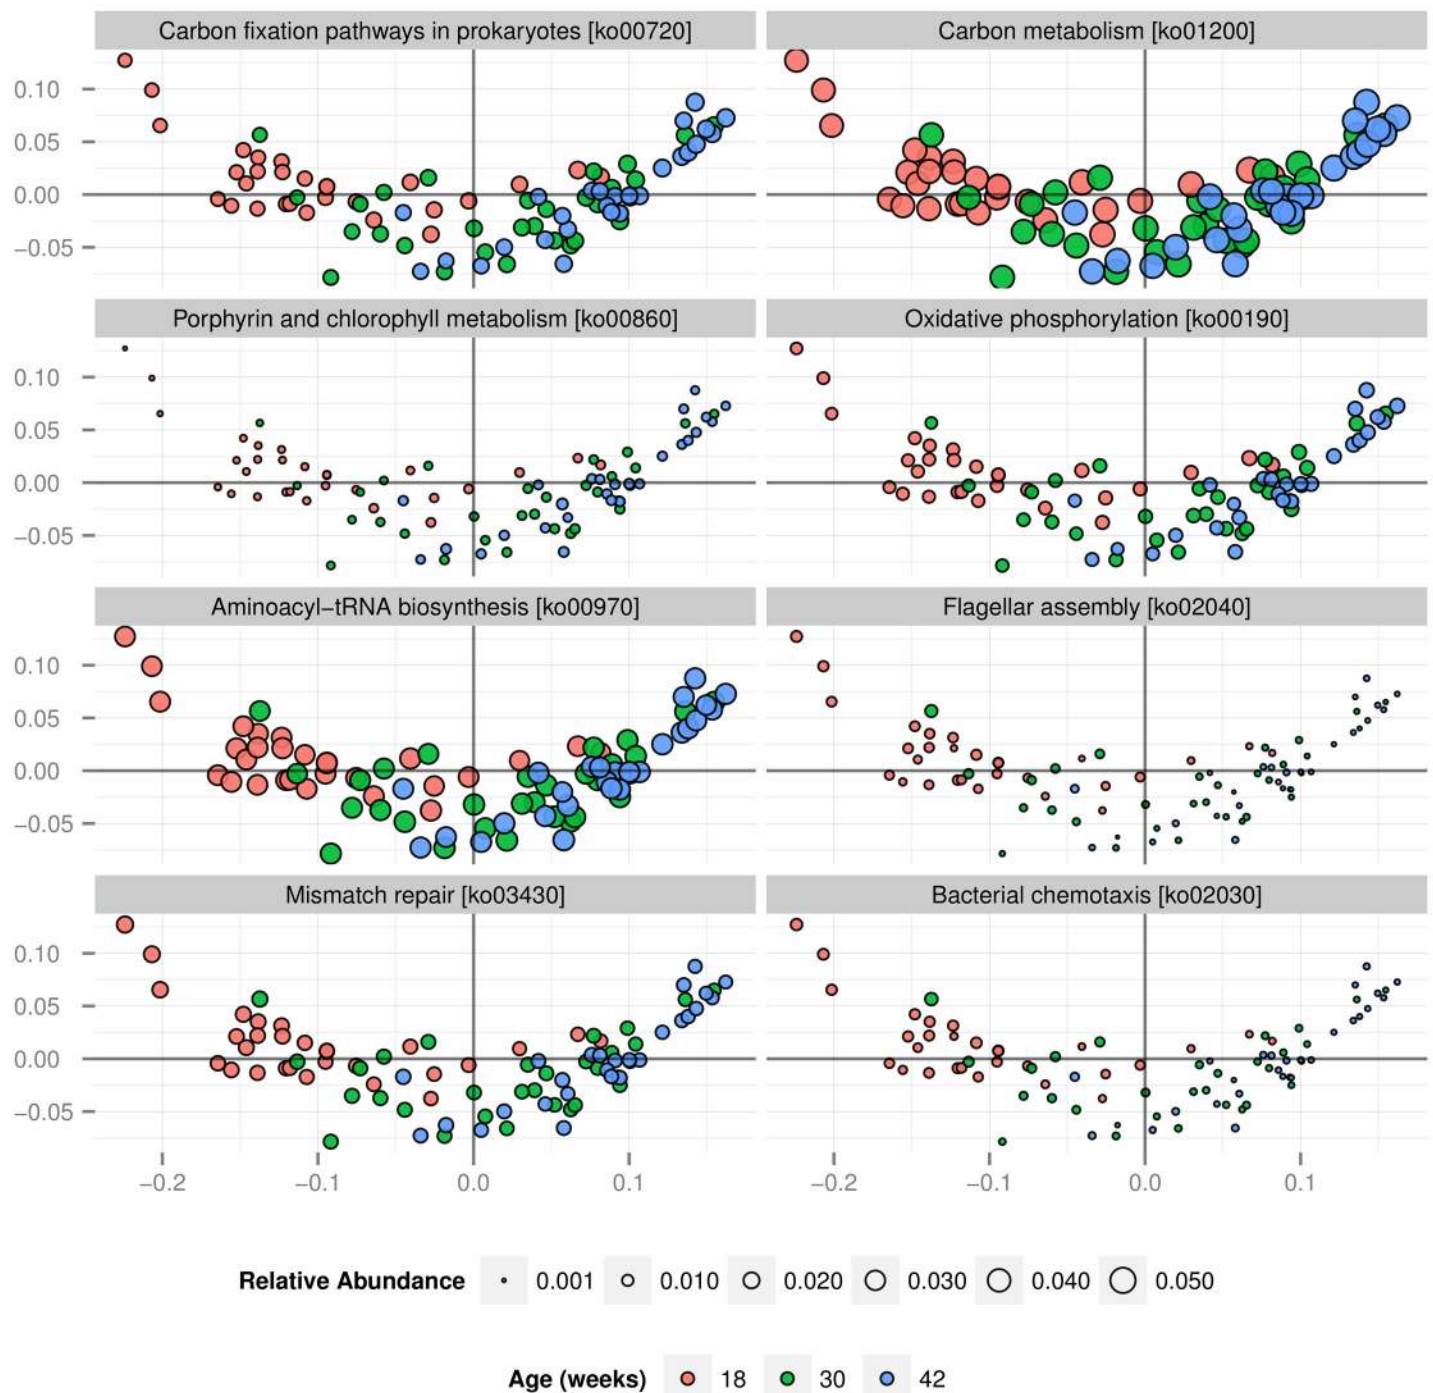 Carbon fixation pathways in prokaryotes [ko00720]
Carbon metabolism [ko01200]
0.10
0.05
0.00
−0.05
Porphyrin and chlorophyll metabolism [ko00860]
Oxidative phosphorylation [ko00190]
0.10
0.05
0.00
−0.05
Aminoacyl−tRNA biosynthesis [ko00970]
Flagellar assembly [ko02040]
0.10
0.05
0.00
−0.05
Mismatch repair [ko03430]
Bacterial chemotaxis [ko02030]
0.10
0.05
0.00
−0.05
−0.2 −0.1 0.0 0.1 −0.2 −0.1 0.0 0.1
Relative Abundance 0.001 0.010 0.020 0.030 0.040 0.050
Age (weeks) 18 30 42